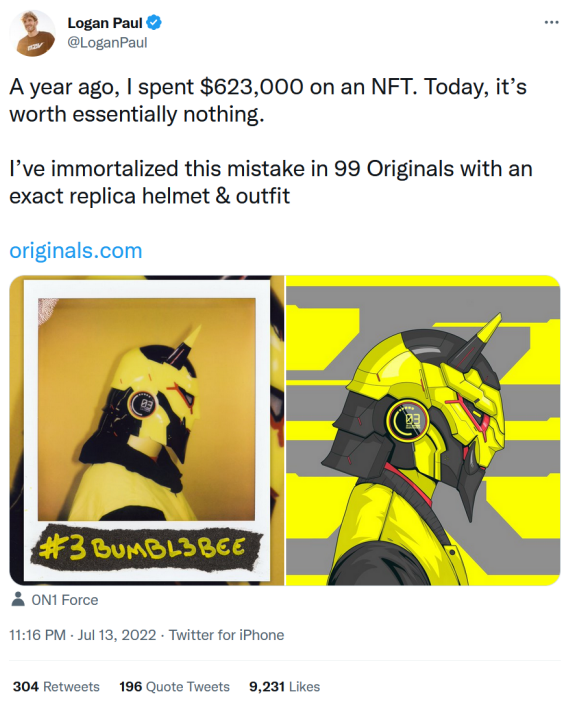 Logan Paul
@LoganPaul
A year ago, I spent $623,000 on an NFT. Today, it's
worth essentially nothing.
I've immortalized this mistake in 99 Originals with an
exact replica helmet & outfit
originals.com
03
03
#3 BUMBL3BEE
ON1 Force
11:16 PM · Jul 13, 2022 · Twitter for iPhone
304 Retweets 196 Quote Tweets 9,231 Likes